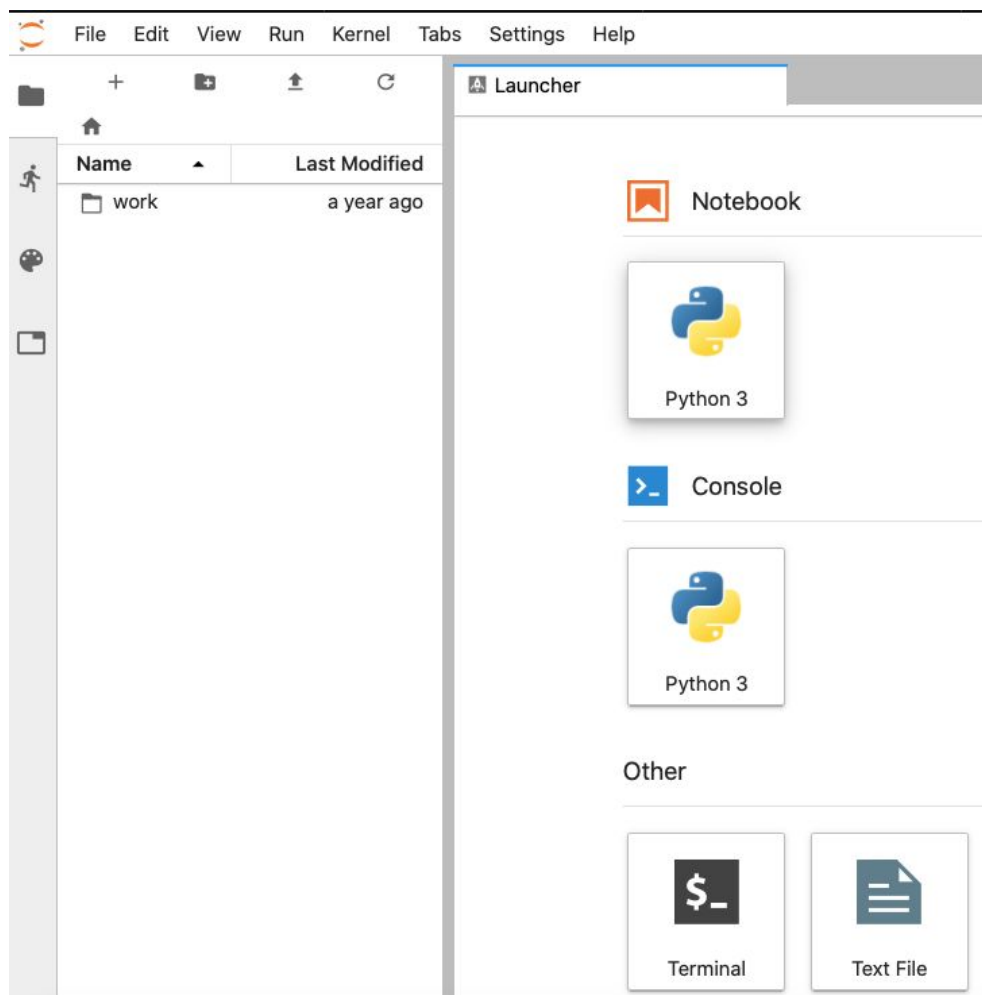 File Edit View Run Kernel Tabs Settings Help
Launcher
Name Last Modified
work a year ago
Notebook
Python 3
Console
Python 3
Other
$_
Terminal Text File